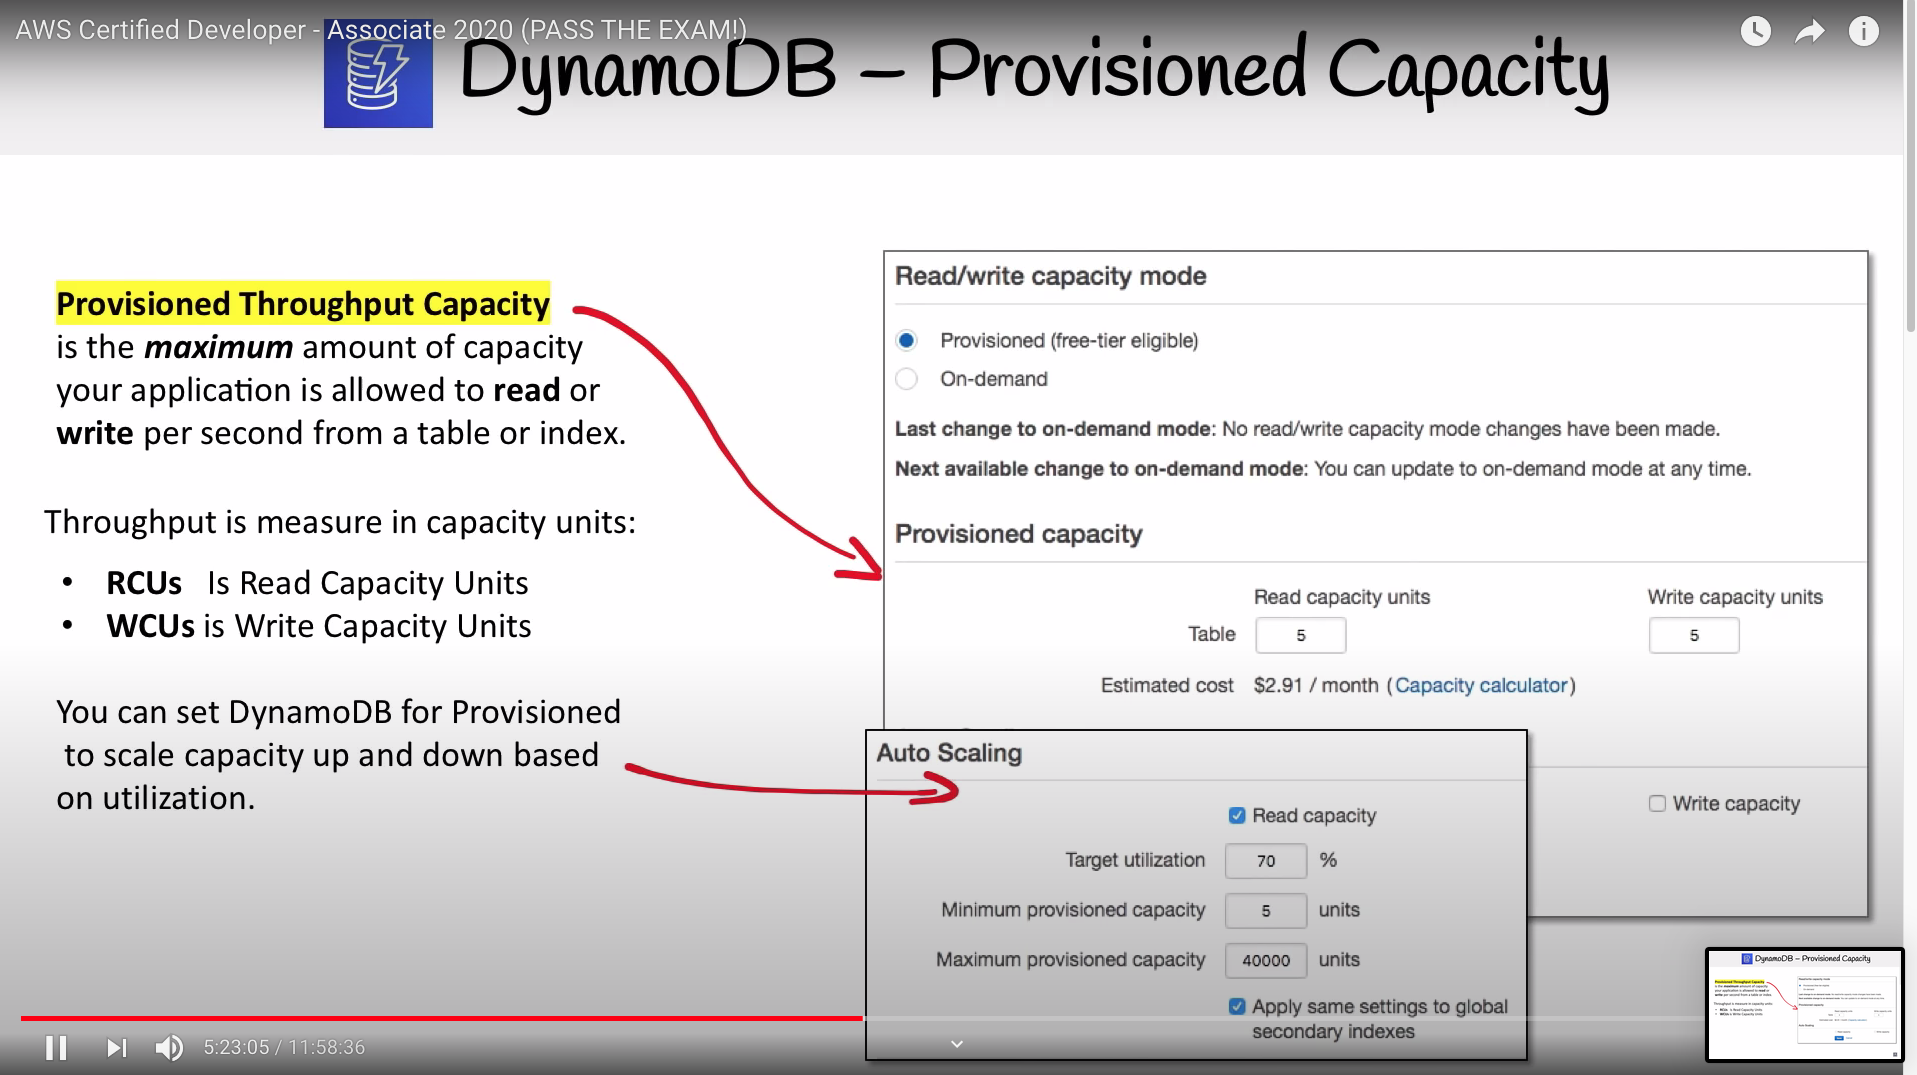 AWS Certified Developer - Associate 2020 (PASS THE EXAM!)
DynamoDB – Provisioned Capacity
Provisioned Throughput Capacity
is the maximum amount of capacity
your application is allowed to read or
write per second from a table or index.
Throughput is measure in capacity units:
• RCUs Is Read Capacity Units
• WCUs is Write Capacity Units
You can set DynamoDB for Provisioned
to scale capacity up and down based
on utilization.
Read/write capacity mode
Provisioned (free-tier eligible)
On-demand
Last change to on-demand mode: No read/write capacity mode changes have been made.
Next available change to on-demand mode: You can update to on-demand mode at any time.
Provisioned capacity
Read capacity units Write capacity units
Table 5 5
Estimated cost $2.91 / month (Capacity calculator)
Auto Scaling
Read capacity
Write capacity
Target utilization 70 %
Minimum provisioned capacity 5 units
Maximum provisioned capacity 40000 units
Apply same settings to global
secondary indexes
5:23:05 / 11:58:36
DynamoDB – Provisioned Capacity
Provisioned Throughput Capacity